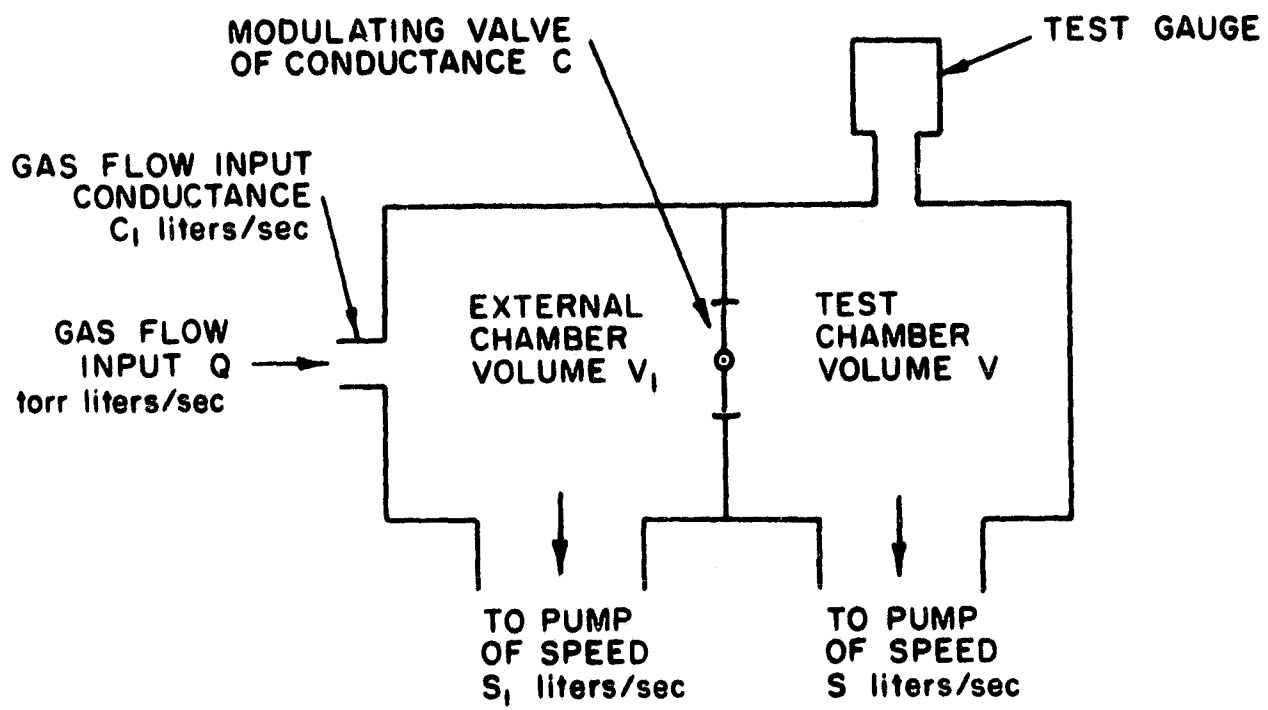 MODULATING VALVE
OF CONDUCTANCE C
TEST GAUGE
GAS FLOW INPUT
CONDUCTANCE
C₁ liters/sec
GAS FLOW
INPUT Q
torr liters/sec
EXTERNAL
CHAMBER
VOLUME V₁
TEST
CHAMBER
VOLUME V
TO PUMP
OF SPEED
S₁ liters/sec
TO PUMP
OF SPEED
S liters/sec